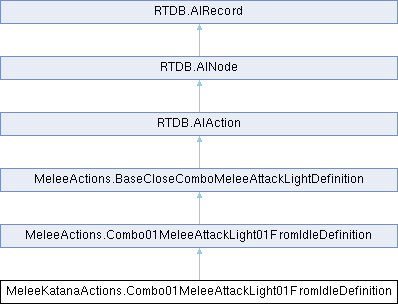 RTDB.AIRecord
RTDB.AINode
RTDB.AIAction
MeleeActions.BaseCloseComboMeleeAttackLightDefinition
MeleeActions.Combo01MeleeAttackLight01FromIdleDefinition
MeleeKatanaActions.Combo01MeleeAttackLight01FromIdleDefinition